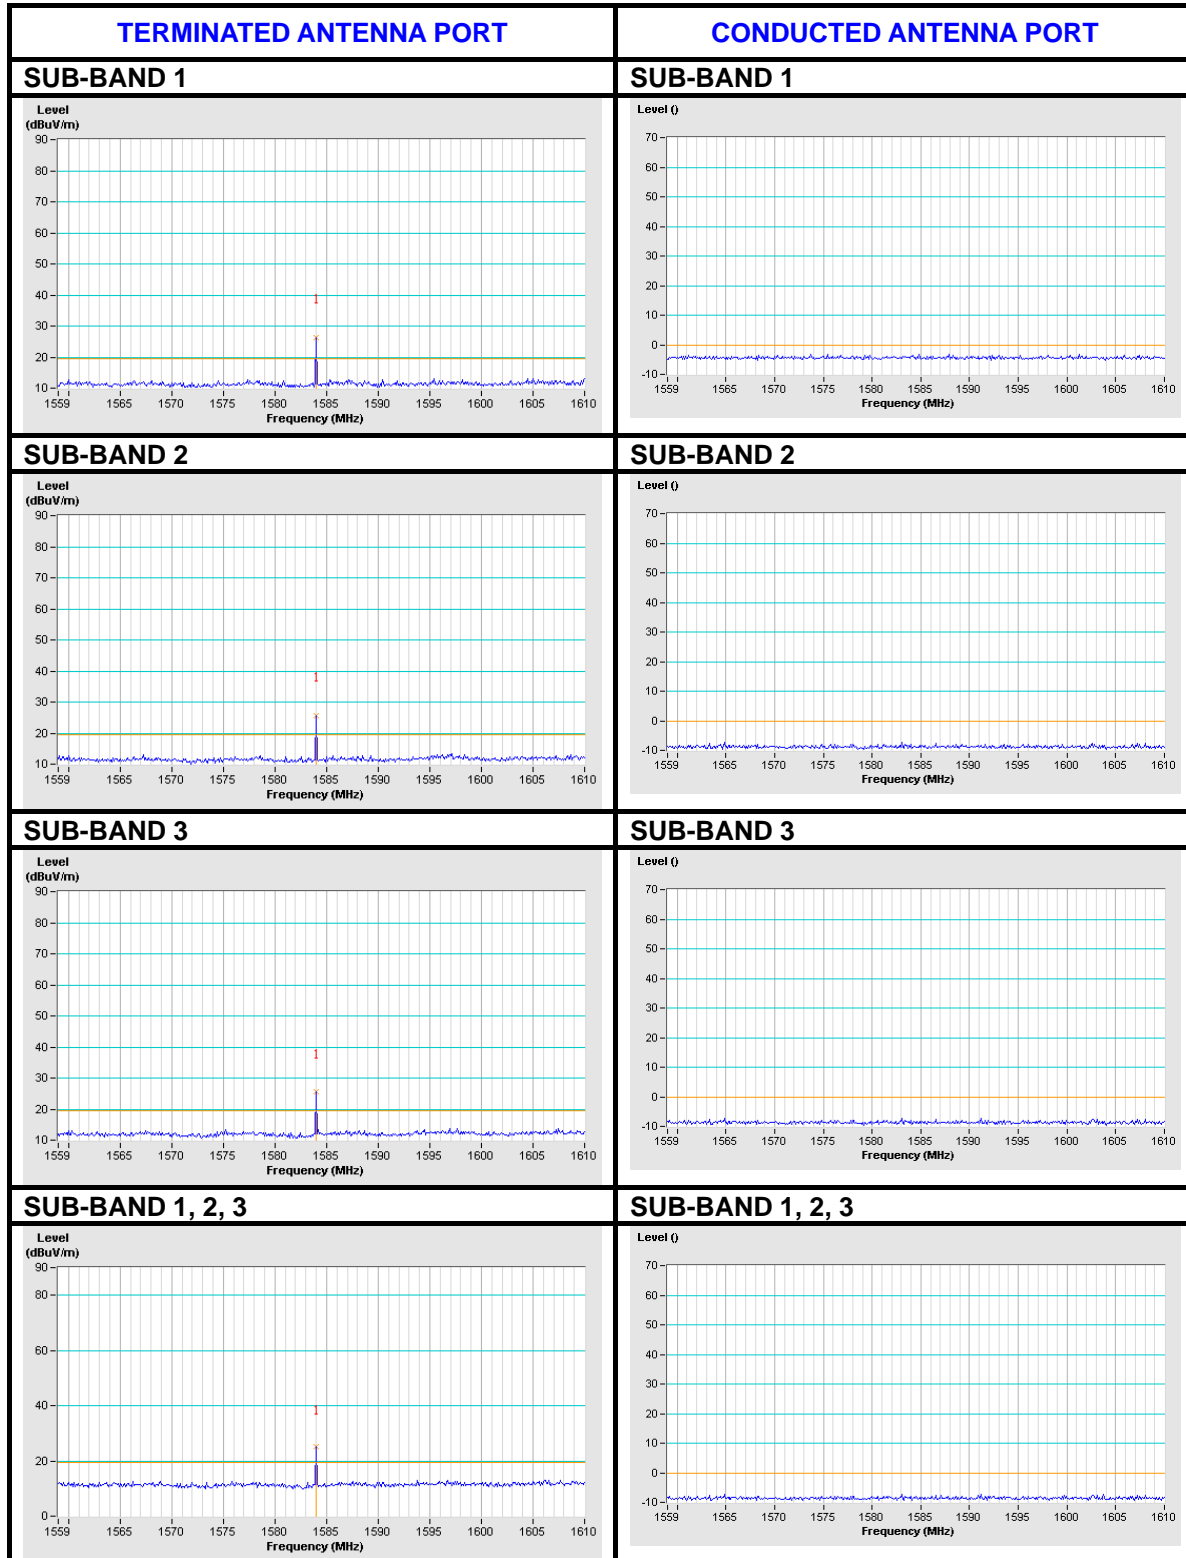 TERMINATED ANTENNA PORT
CONDUCTED ANTENNA PORT
SUB-BAND 1
Level
(dBuV/m)
90
80
70
60
50
40
30
20
10
1
1559 1565 1570 1575 1580 1585 1590 1595 1600 1605 1610
Frequency (MHz)
SUB-BAND 1
Level ()
70
60
50
40
30
20
10
0
-10
1559 1565 1570 1575 1580 1585 1590 1595 1600 1605 1610
Frequency (MHz)
SUB-BAND 2
Level
(dBuV/m)
90
80
70
60
50
40
30
20
10
1
1559 1565 1570 1575 1580 1585 1590 1595 1600 1605 1610
Frequency (MHz)
SUB-BAND 2
Level ()
70
60
50
40
30
20
10
0
-10
1559 1565 1570 1575 1580 1585 1590 1595 1600 1605 1610
Frequency (MHz)
SUB-BAND 3
Level
(dBuV/m)
90
80
70
60
50
40
30
20
10
1
1559 1565 1570 1575 1580 1585 1590 1595 1600 1605 1610
Frequency (MHz)
SUB-BAND 3
Level ()
70
60
50
40
30
20
10
0
-10
1559 1565 1570 1575 1580 1585 1590 1595 1600 1605 1610
Frequency (MHz)
SUB-BAND 1, 2, 3
Level
(dBuV/m)
90
80
60
40
20
0
1
1559 1565 1570 1575 1580 1585 1590 1595 1600 1605 1610
Frequency (MHz)
SUB-BAND 1, 2, 3
Level ()
70
60
50
40
30
20
10
0
-10
1559 1565 1570 1575 1580 1585 1590 1595 1600 1605 1610
Frequency (MHz)